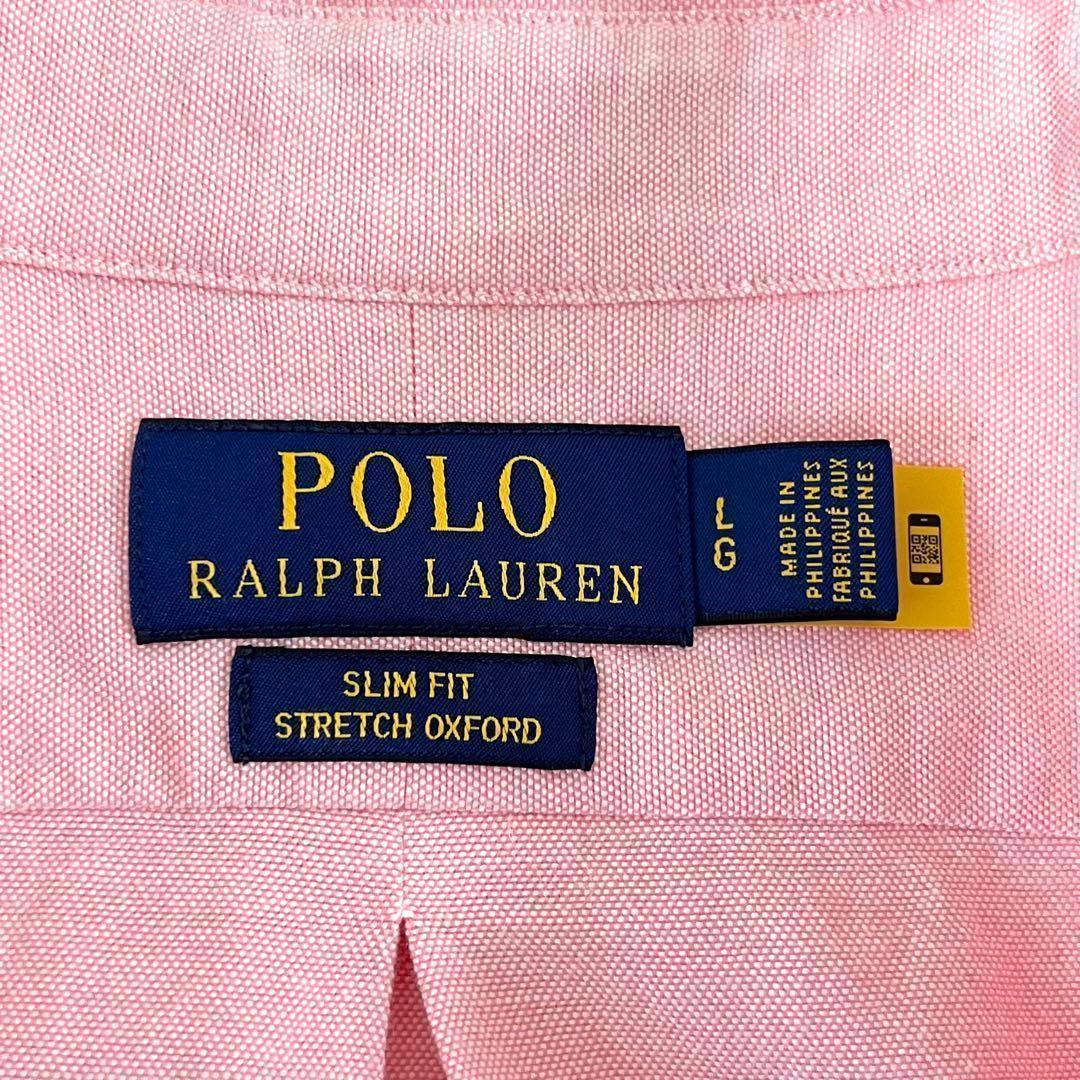 POLO
RALPH LAUREN
L
G
MADE IN
PHILIPPINES
FABRIQUÉ AUX
PHILIPPINES
SLIM FIT
STRETCH OXFORD